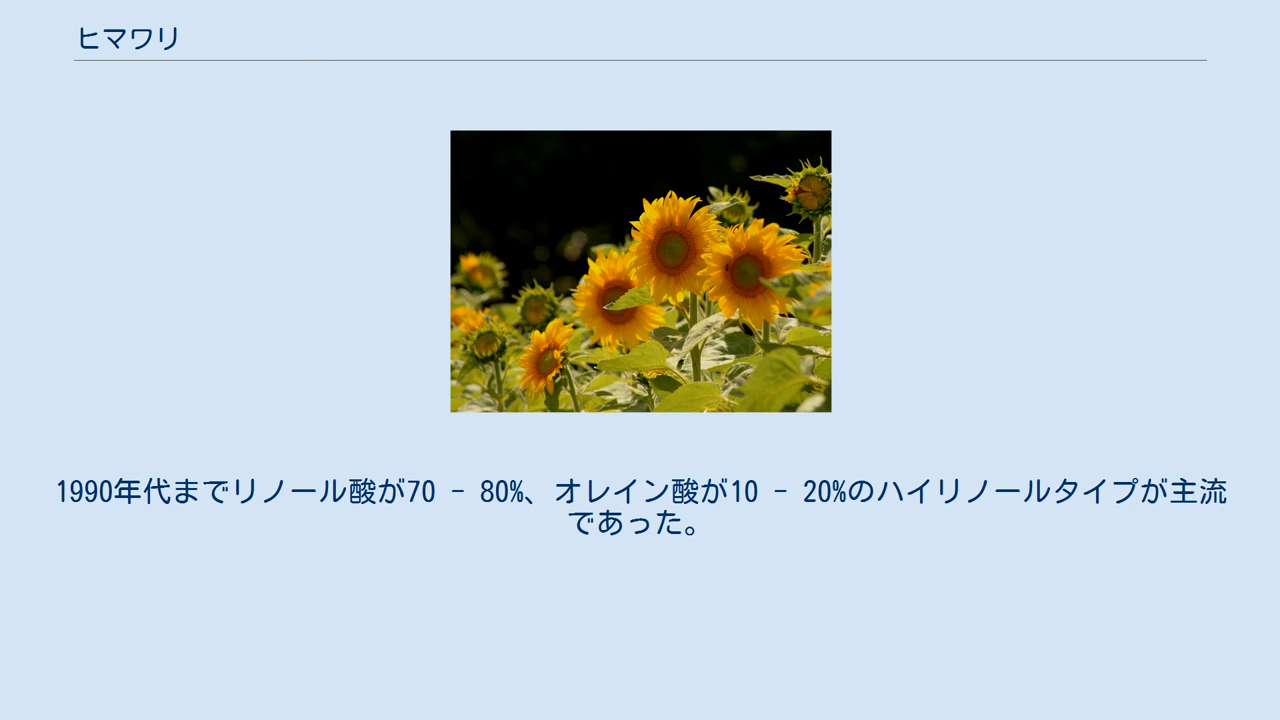 ヒマワリ
1990年代までリノール酸が70 - 80%、オレイン酸が10 - 20%のハイリノールタイプが主流
であった。